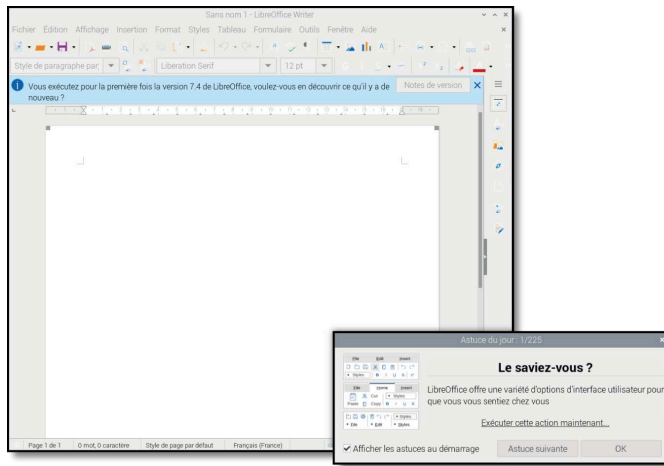 Sans nom 1 - LibreOffice Writer
Fichier Edition Affichage Insertion Format Styles Tableau Formulaire Outils Fenêtre Aide
Style de paragraphe par
Liberation Serif
12 pt
Vous exécutez pour la première fois la version 7.4 de LibreOffice, voulez-vous en découvrir ce qu'il y a de
nouveau ?
Notes de version
Astuce du jour : 1/225
File Edit Insert
Styles
File Home Insert
Cut Styles
Paste Copy
Styles
File Edit Styles
Le saviez-vous ?
LibreOffice offre une variété d'options d'interface utilisateur pour
que vous vous sentiez chez vous
Exécuter cette action maintenant...
Afficher les astuces au démarrage
Astuce suivante
OK
Page 1 de 1
0 mot, 0 caractère
Style de page par défaut
Français (France)